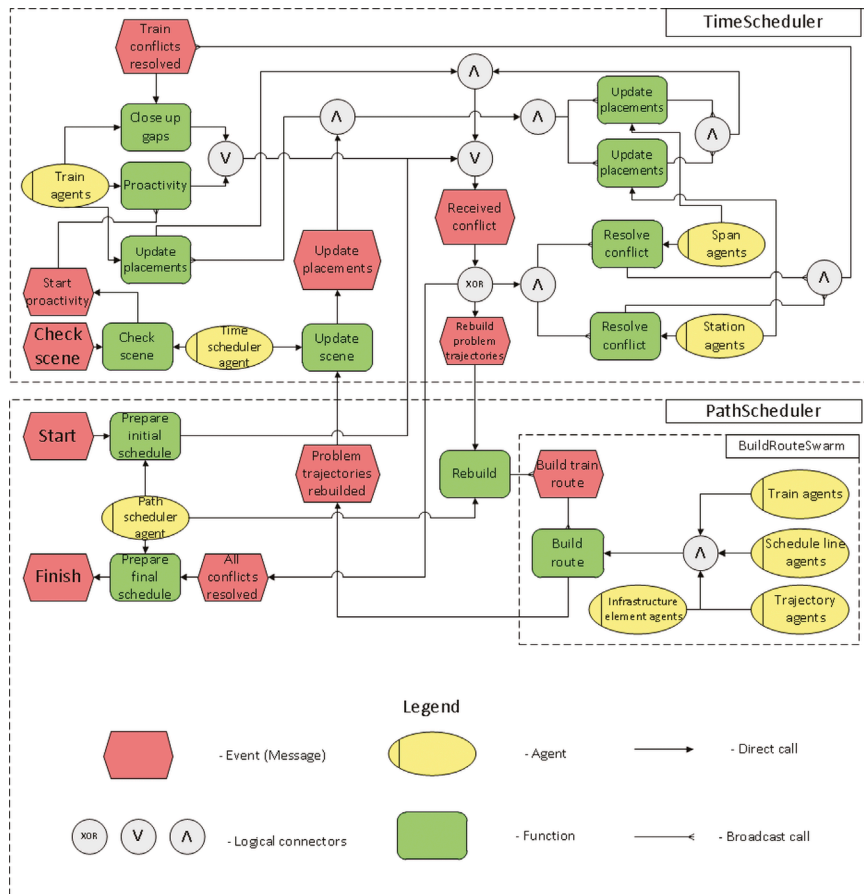 TimeScheduler
Train
conflicts
resolved
Λ
Update
placements
Close up
gaps
Λ
Λ
Λ
V
V
Update
placements
Train
agents
Proactivity
Received
conflict
Update
placements
Update
placements
Resolve
conflict
Span
agents
Start
proactivity
XOR
Λ
Λ
Check
scene
Check
scene
Time
scheduler
agent
Update
scene
Rebuild
problem
trajectories
Resolve
conflict
Station
agents
PathScheduler
Start
Prepare
initial
schedule
BuildRouteSwarm
Problem
trajectories
rebuilded
Rebuild
Build train
route
Train agents
Path
scheduler
agent
Build
route
Λ
Schedule line
agents
Finish
Prepare
final
schedule
All
conflicts
resolved
Infrastructure
element agents
Trajectory
agents
Legend
- Event (Message)
- Agent
- Direct call
XOR
V
Λ
- Logical connectors
- Function
- Broadcast call